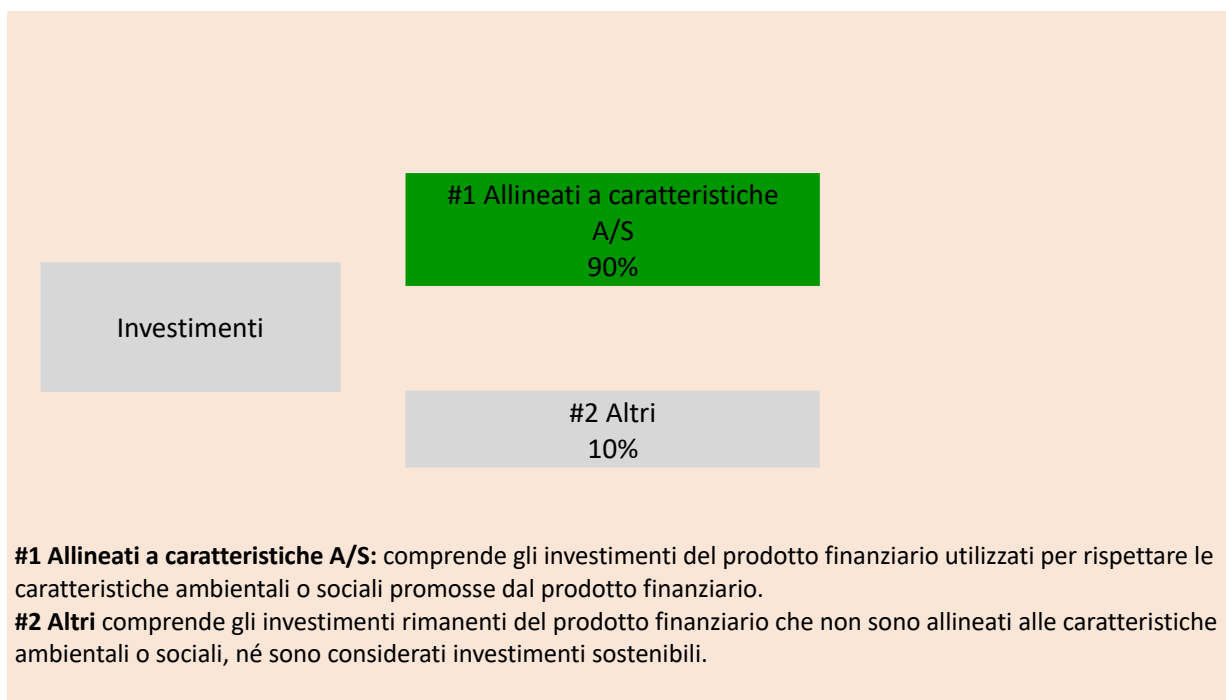 #1 Allineati a caratteristiche
A/S
90%
Investimenti
#2 Altri
10%
#1 Allineati a caratteristiche A/S: comprende gli investimenti del prodotto finanziario utilizzati per rispettare le
caratteristiche ambientali o sociali promosse dal prodotto finanziario.
#2 Altri comprende gli investimenti rimanenti del prodotto finanziario che non sono allineati alle caratteristiche
ambientali o sociali, né sono considerati investimenti sostenibili.